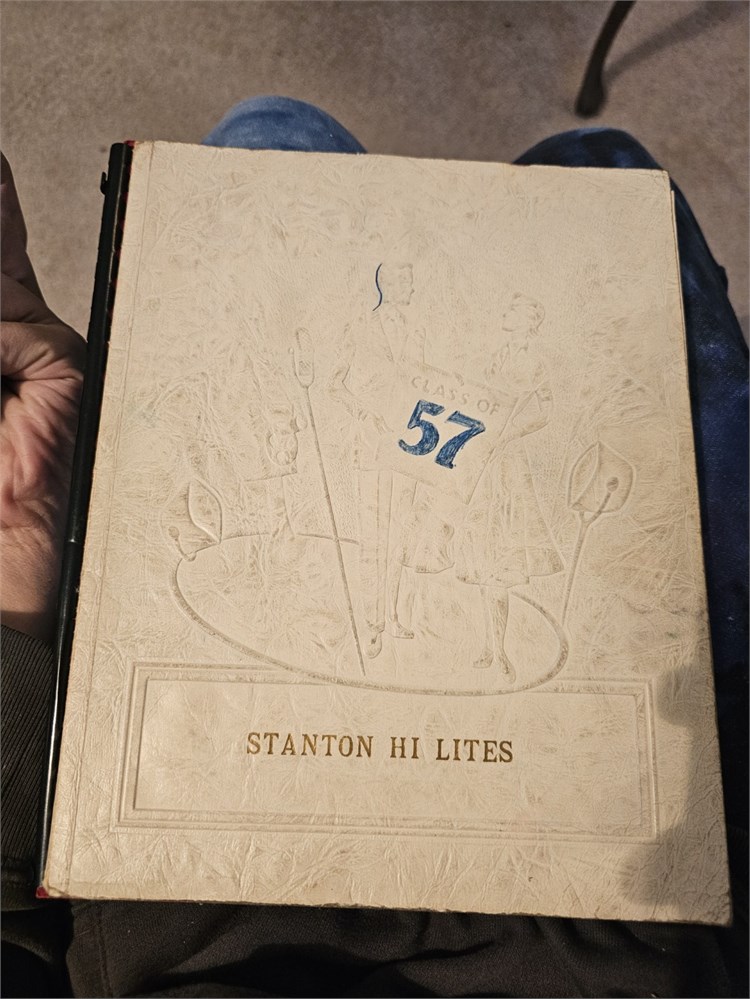 CLASS OF
57
STANTON HI LITES